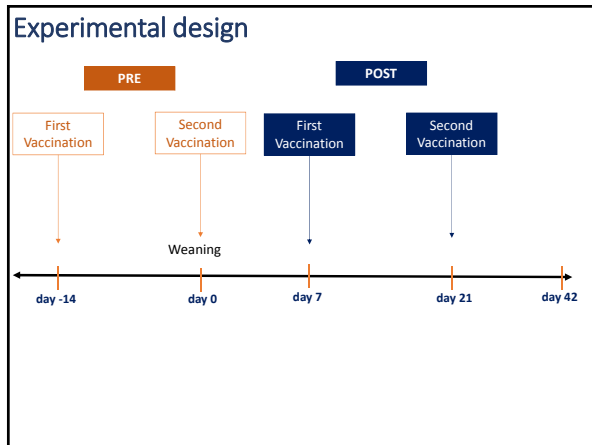 Experimental design
PRE
POST
First
Vaccination
Second
Vaccination
First
Vaccination
Second
Vaccination
Weaning
day -14
day 0
day 7
day 21
day 42